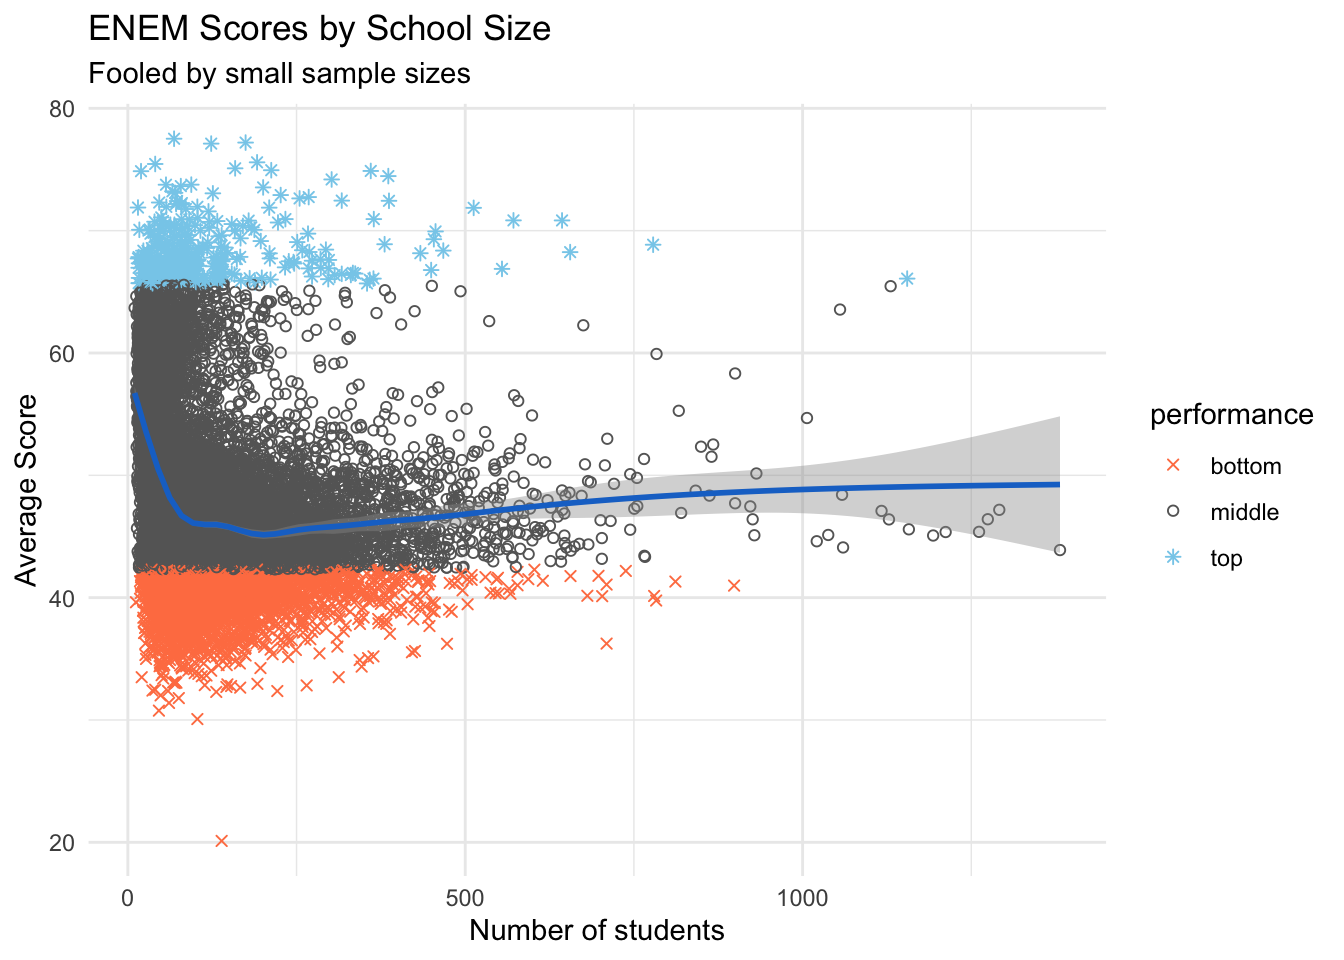 ENEM Scores by School Size
Fooled by small sample sizes
80
60
40
20
Average Score
0
500
1000
Number of students
performance
bottom
middle
top